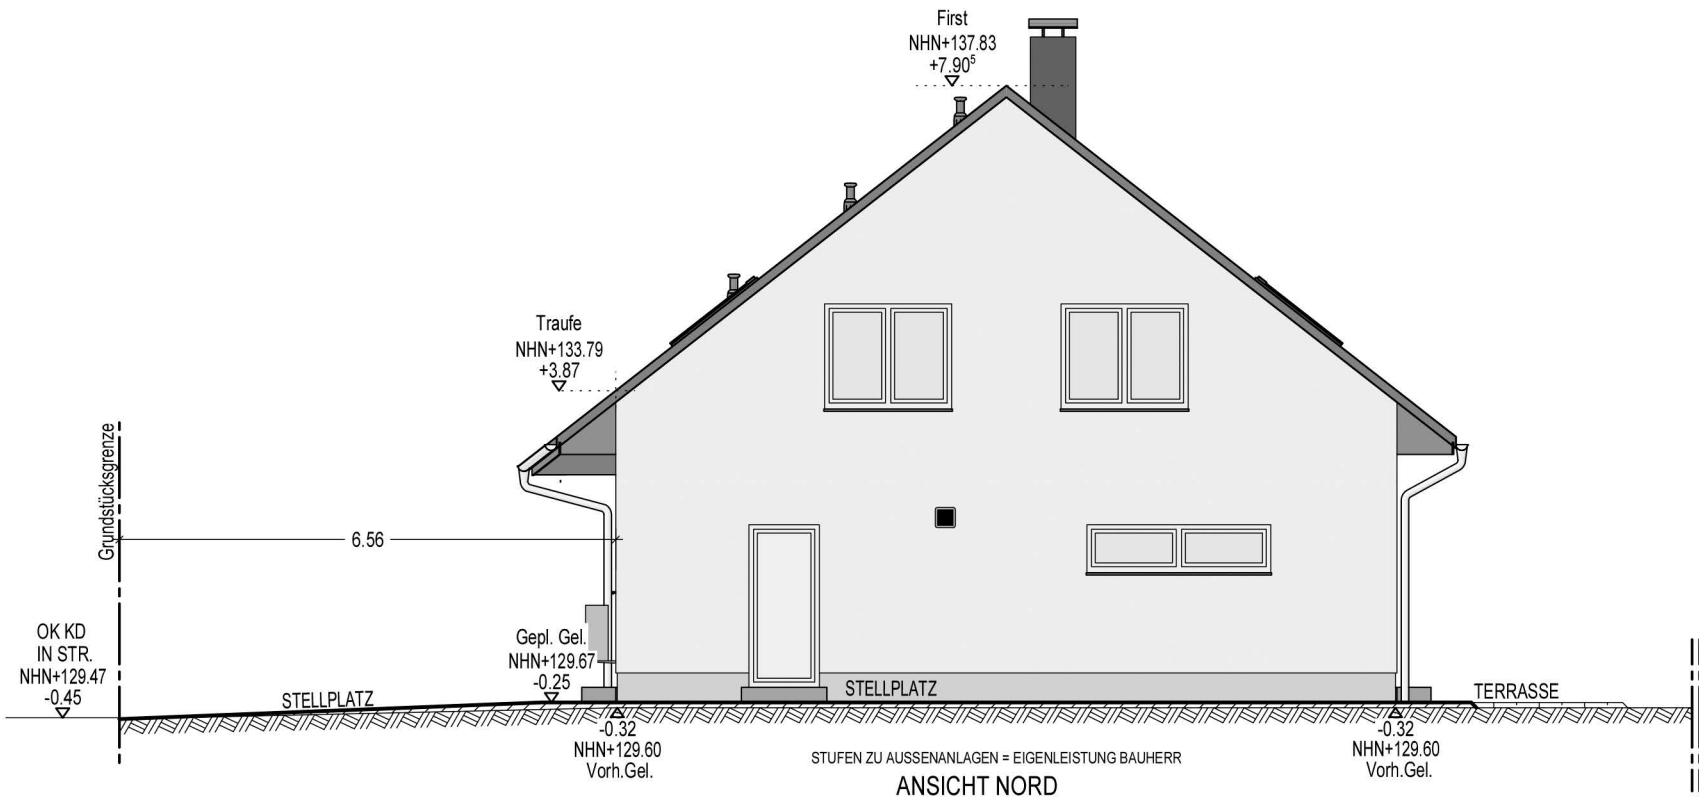 First
NHN+137.83
+7.90⁵
Traufe
NHN+133.79
+3.87
Grundstücksgrenze
6.56
OK KD
IN STR.
NHN+129.47
-0.45
Gepl. Gel.
NHN+129.67
-0.25
STELLPLATZ
STELLPLATZ
TERRASSE
-0.32
NHN+129.60
Vorh.Gel.
-0.32
NHN+129.60
Vorh.Gel.
STUFEN ZU AUSSENANLAGEN = EIGENLEISTUNG BAUHERR
ANSICHT NORD